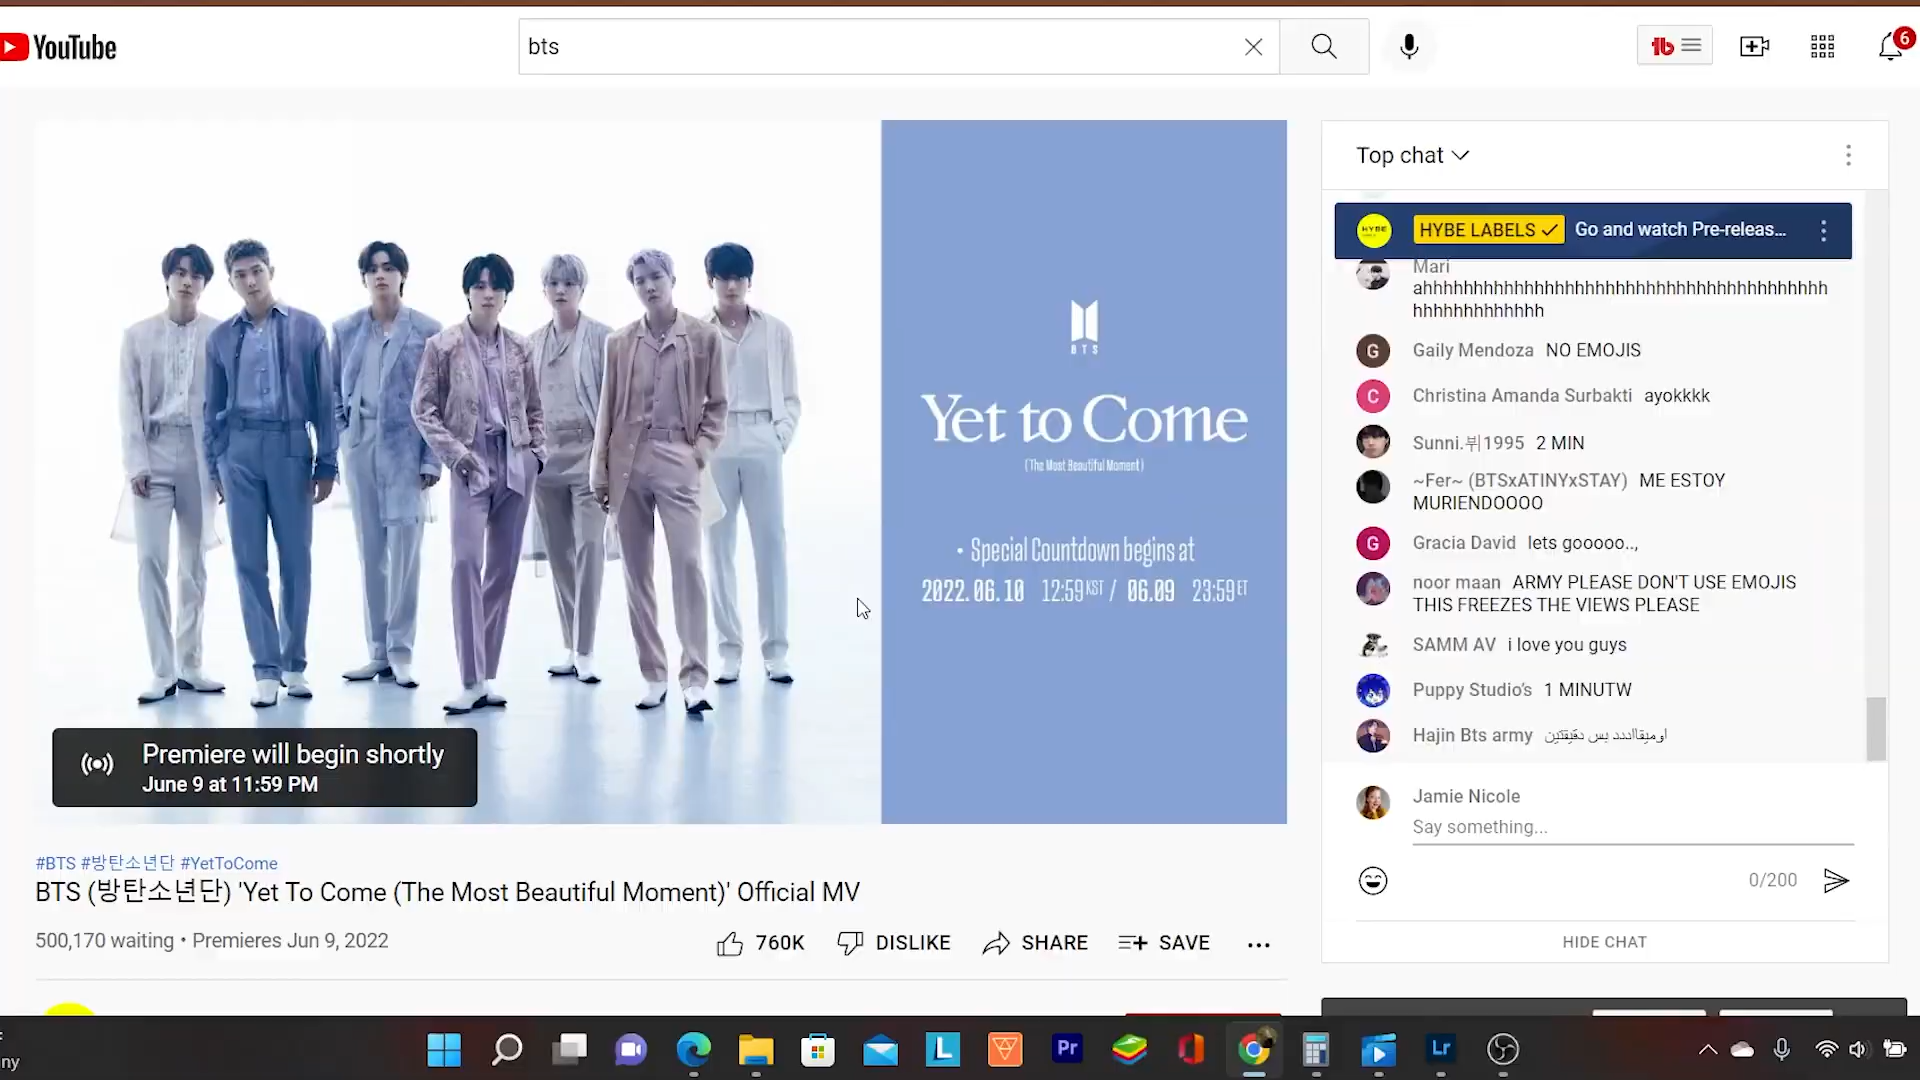 YouTube
bts
6
BTS
Yet to Come
(The Most Beautiful Moment)
• Special Countdown begins at
2022.06.10 12:59 KST / 06.09 23:59 ET
Premiere will begin shortly
June 9 at 11:59 PM
#BTS #방탄소년단 #YetToCome
BTS (방탄소년단) 'Yet To Come (The Most Beautiful Moment)' Official MV
500,170 waiting • Premieres Jun 9, 2022
760K DISLIKE SHARE SAVE
Top chat
HYBE LABELS Go and watch Pre-releas...
Mari
ahhhhhhhhhhhhhhhhhhhhhhhhhhhhhhhhhhhhhhh
hhhhhhhhhhhhh
G Gaily Mendoza NO EMOJIS
C Christina Amanda Surbakti ayokkkk
Sunni.뷔1995 2 MIN
~Fer~ (BTSxATINYxSTAY) ME ESTOY
MURIENDOOOO
G Gracia David lets gooooo..,
noor maan ARMY PLEASE DON'T USE EMOJIS
THIS FREEZES THE VIEWS PLEASE
SAMM AV i love you guys
Puppy Studio's 1 MINUTW
Hajin Bts army اوميقاااددد بس دقيقتين
Jamie Nicole
Say something...
0/200
HIDE CHAT
ny
L
Pr
Lr